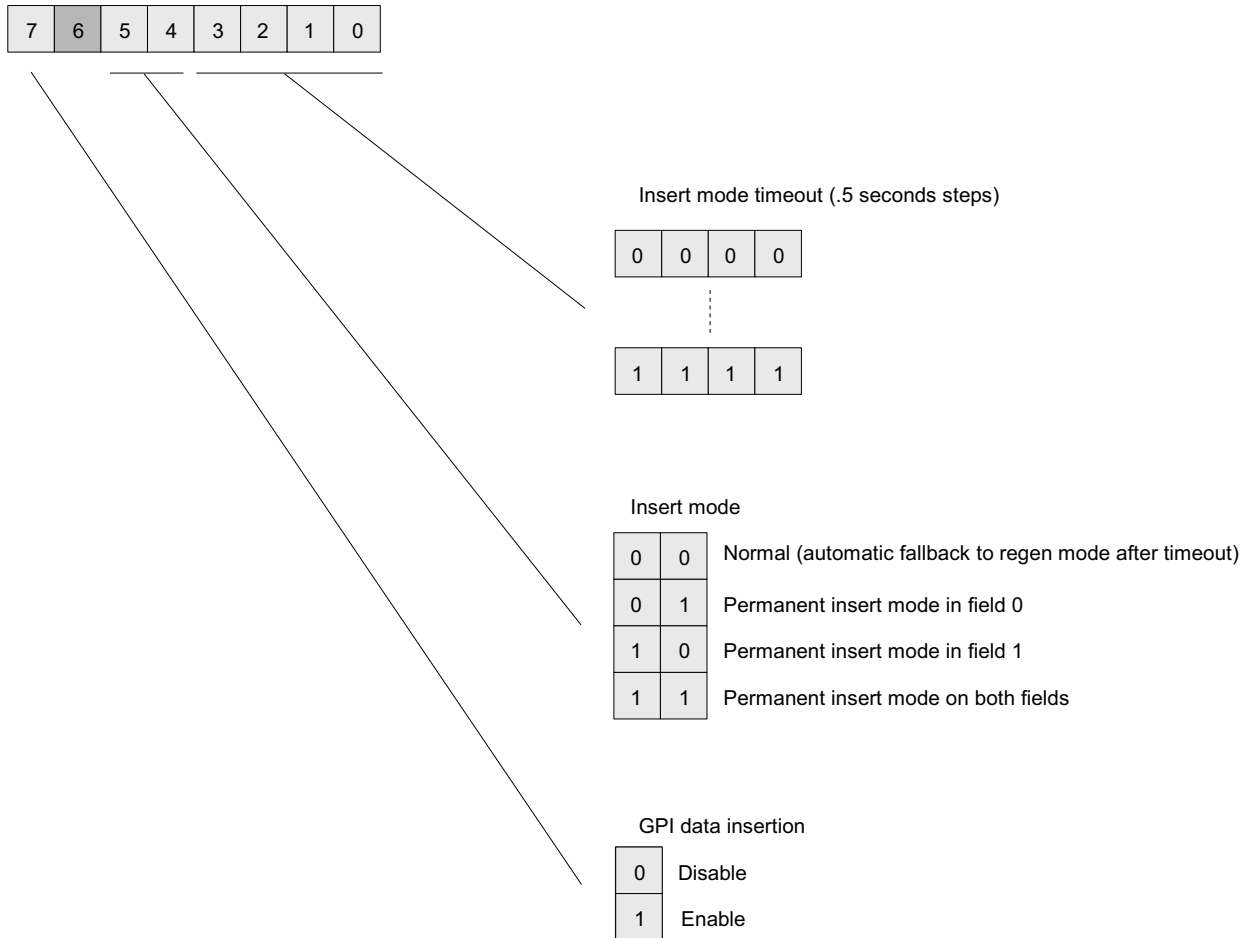 7 6 5 4 3 2 1 0
Insert mode timeout (.5 seconds steps)
0 0 0 0
1 1 1 1
Insert mode
0 0 Normal (automatic fallback to regen mode after timeout)
0 1 Permanent insert mode in field 0
1 0 Permanent insert mode in field 1
1 1 Permanent insert mode on both fields
GPI data insertion
0 Disable
1 Enable